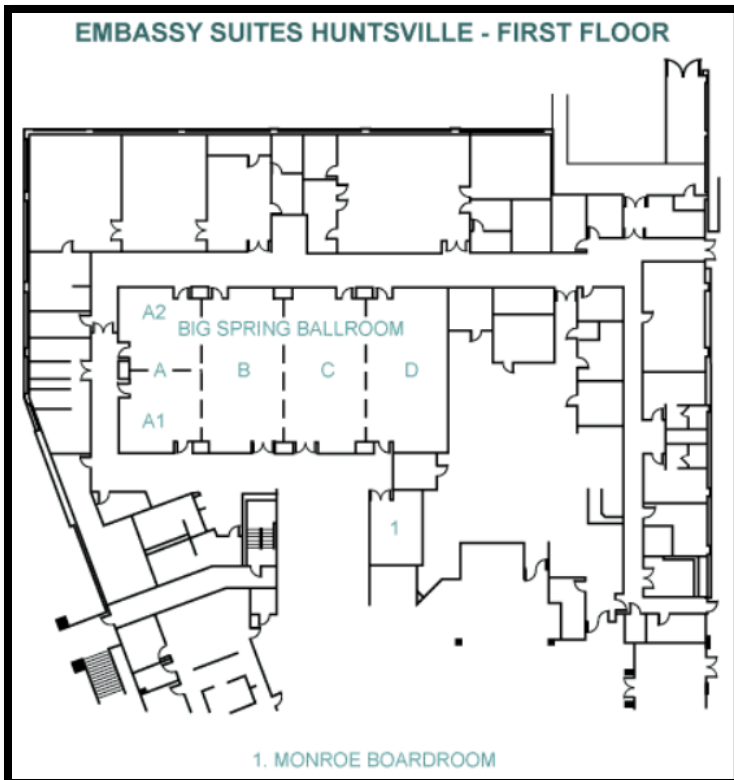 EMBASSY SUITES HUNTSVILLE - FIRST FLOOR
A2
BIG SPRING BALLROOM
A B C D
A1
1
1. MONROE BOARDROOM